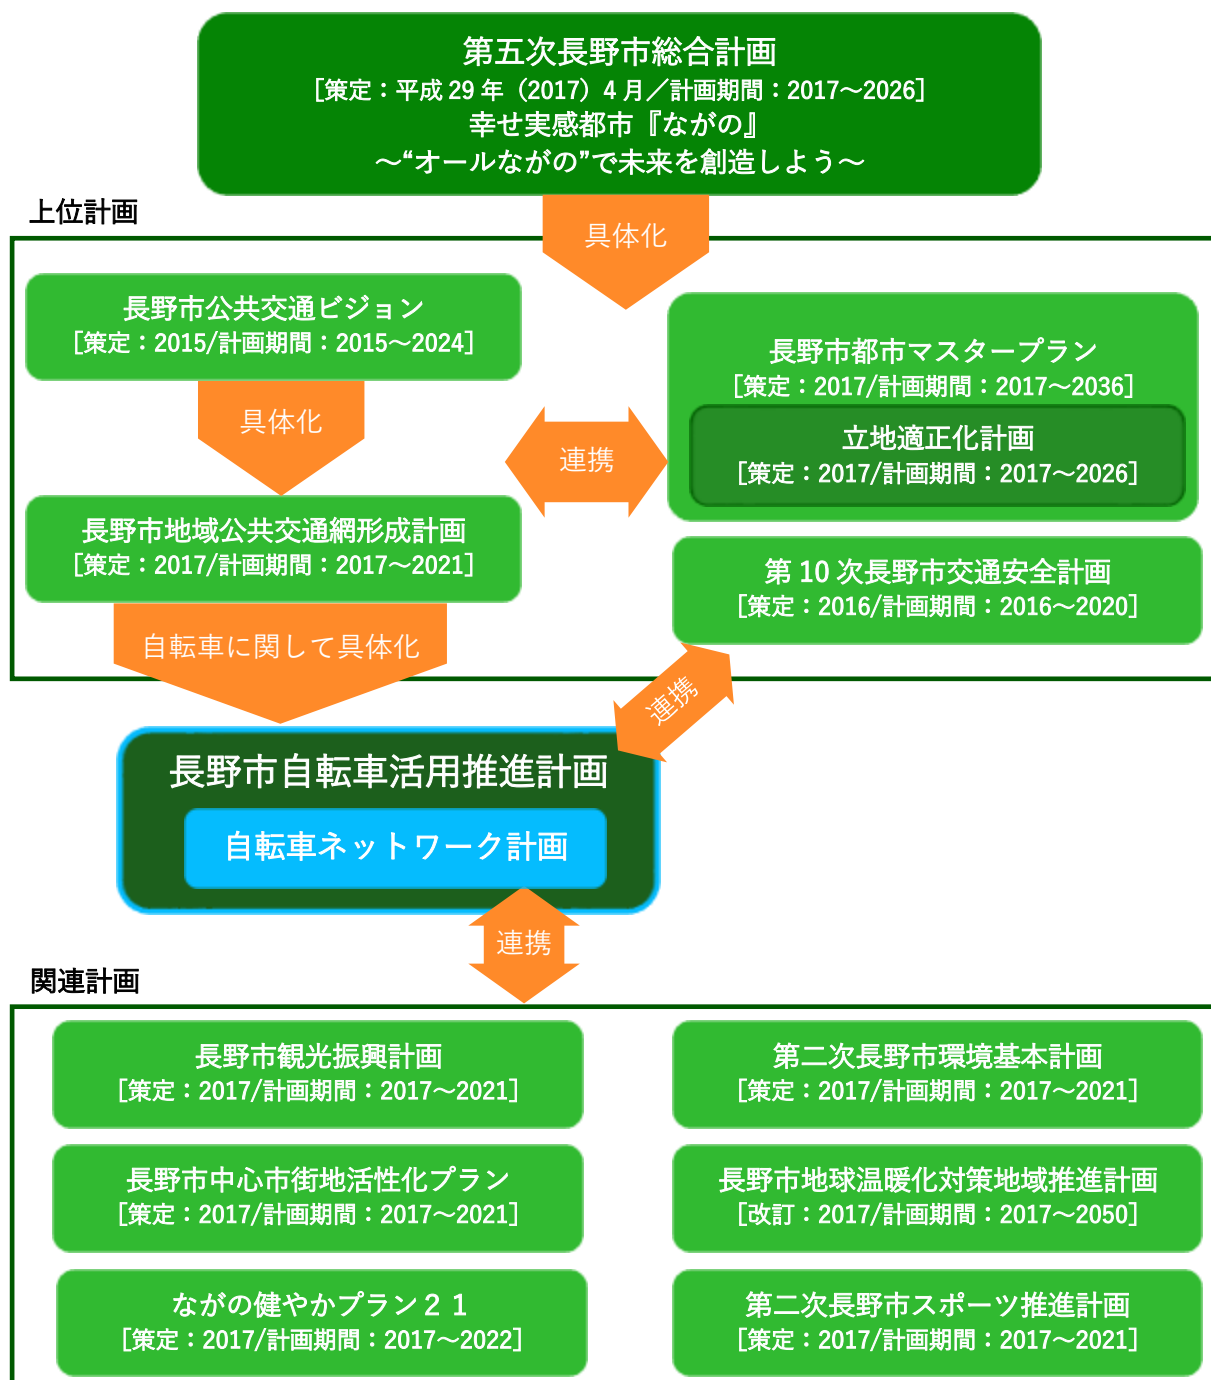 第五次長野市総合計画
［策定：平成 29 年（2017）4 月／計画期間：2017～2026］
幸せ実感都市『ながの』
～“オールながの”で未来を創造しよう～
上位計画
具体化
長野市公共交通ビジョン
［策定：2015/計画期間：2015～2024］
具体化
長野市地域公共交通網形成計画
［策定：2017/計画期間：2017～2021］
連携
長野市都市マスタープラン
［策定：2017/計画期間：2017～2036］
立地適正化計画
［策定：2017/計画期間：2017～2026］
第 10 次長野市交通安全計画
［策定：2016/計画期間：2016～2020］
自転車に関して具体化
連携
長野市自転車活用推進計画
自転車ネットワーク計画
連携
関連計画
長野市観光振興計画
［策定：2017/計画期間：2017～2021］
第二次長野市環境基本計画
［策定：2017/計画期間：2017～2021］
長野市中心市街地活性化プラン
［策定：2017/計画期間：2017～2021］
長野市地球温暖化対策地域推進計画
［改訂：2017/計画期間：2017～2050］
ながの健やかプラン２１
［策定：2017/計画期間：2017～2022］
第二次長野市スポーツ推進計画
［策定：2017/計画期間：2017～2021］